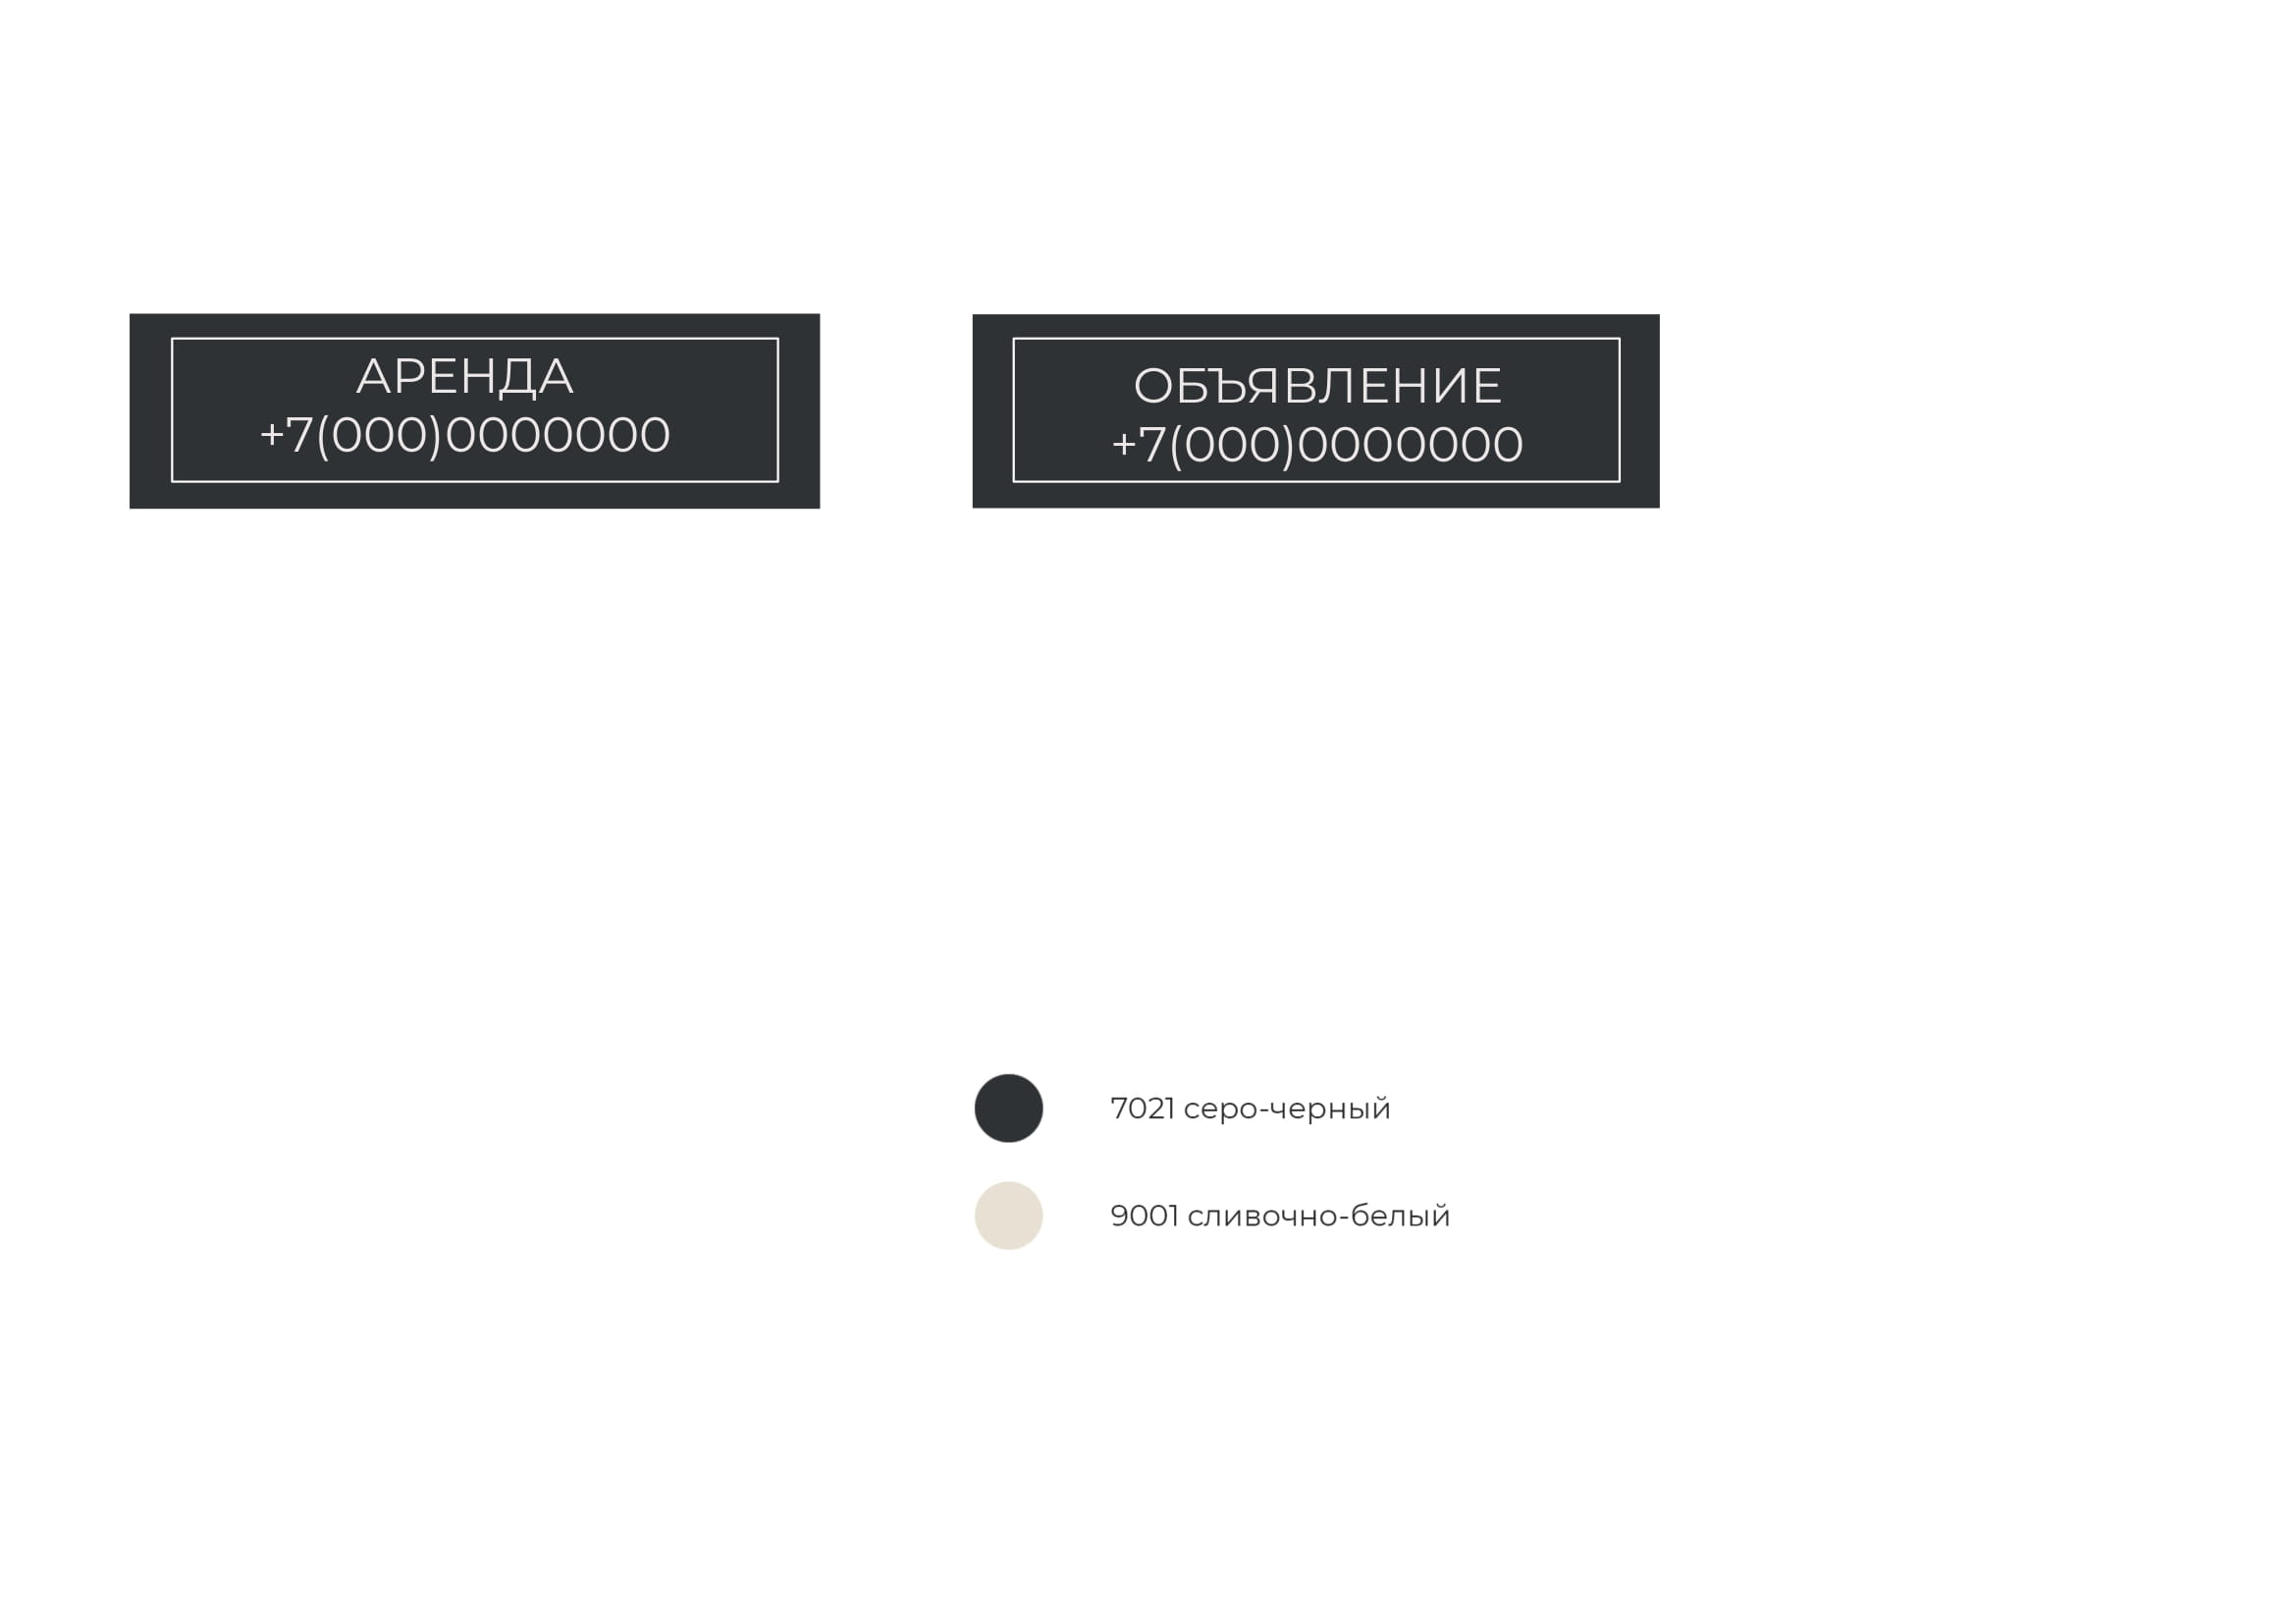 АРЕНДА
+7(000)0000000
ОБЪЯВЛЕНИЕ
+7(000)0000000
7021 серо-черный
9001 сливочно-белый